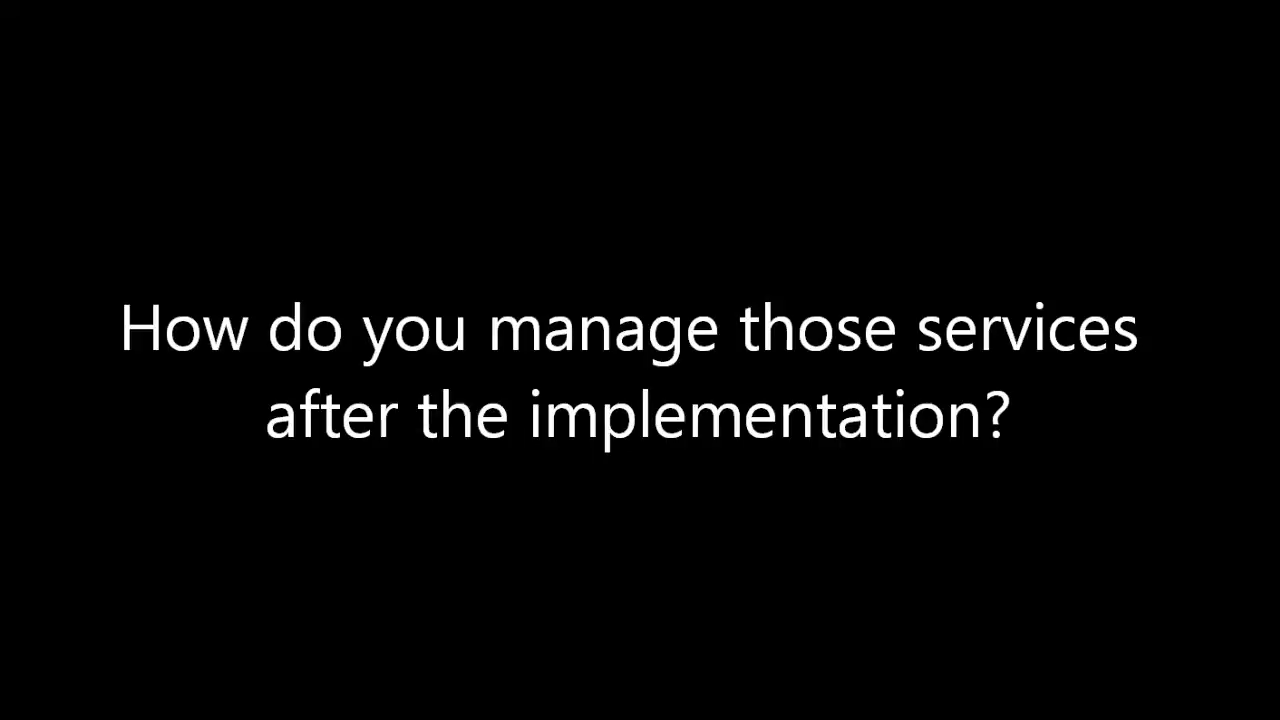 How do you manage those services
after the implementation?